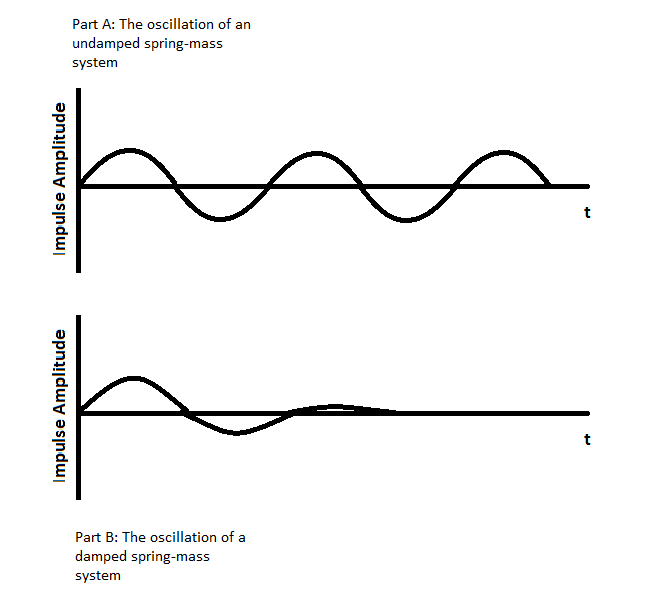 Part A: The oscillation of an
undamped spring-mass
system
Impulse Amplitude
t
Impulse Amplitude
t
Part B: The oscillation of a
damped spring-mass
system